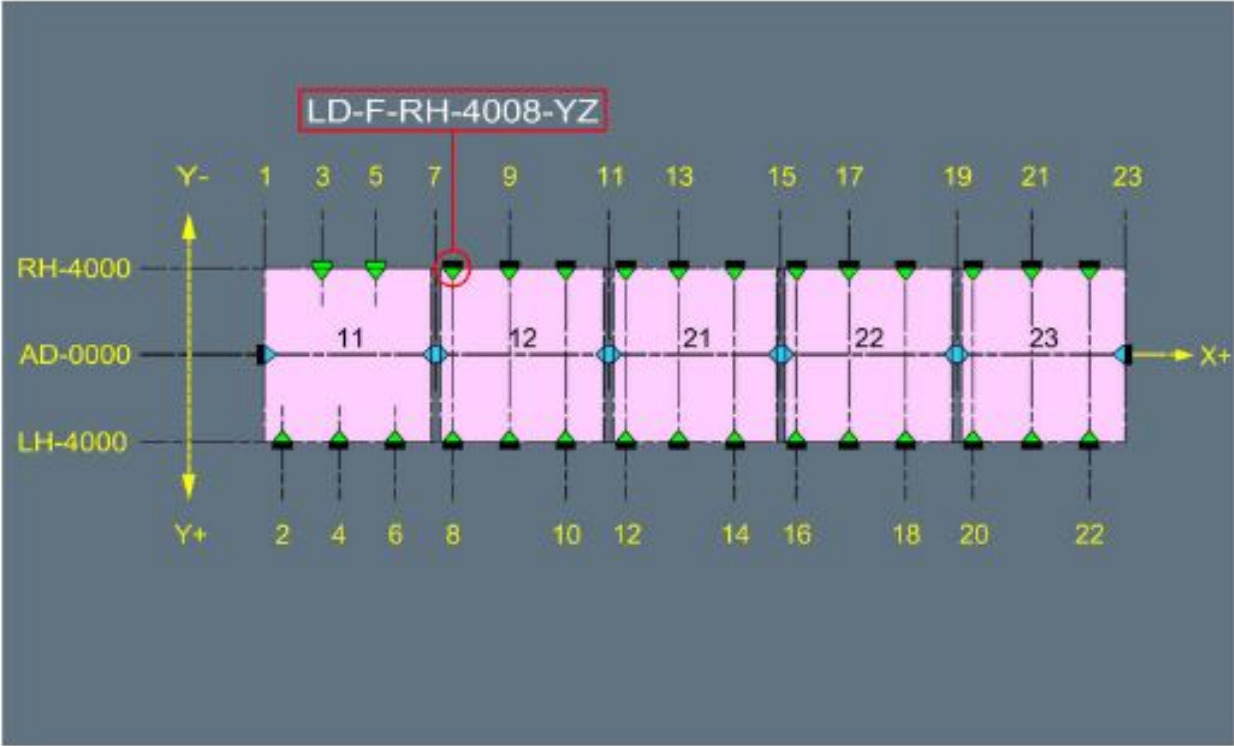 LD-F-RH-4008-YZ
Y- 1 3 5 7 9 11 13 15 17 19 21 23
RH-4000
11 12 21 22 23
AD-0000 X+
LH-4000
Y+ 2 4 6 8 10 12 14 16 18 20 22